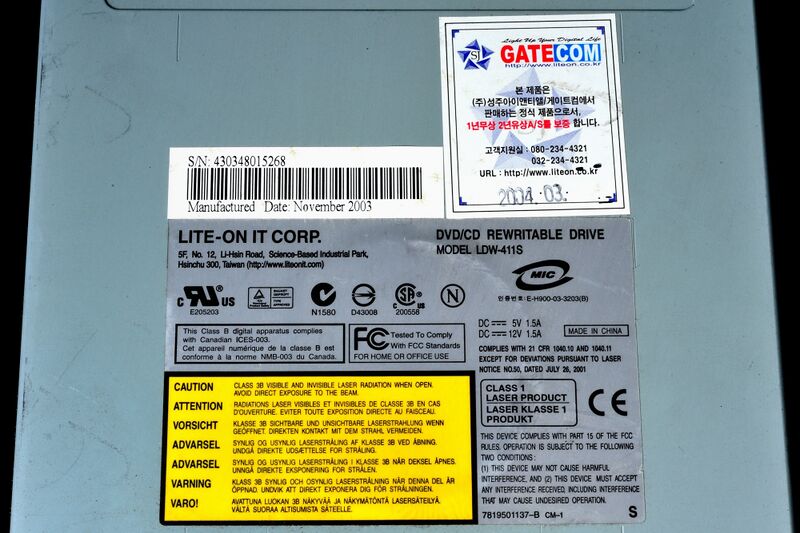 Light Up Your Digital Life
SJ
GATECOM
http://www.liteon.co.kr
본 제품은
(주)성주아이앤티엘/게이트컴에서
판매하는 정식 제품으로서,
1년무상 2년유상A/S를 보증 합니다.
고객지원실 : 080-234-4321
032-234-4321
URL : http://www.liteon.co.kr
2004. 03.
S/N: 430348015268
Manufactured Date: November 2003
LITE-ON IT CORP.
5F, No. 12, Li-Hsin Road, Science-Based Industrial Park,
Hsinchu 300, Taiwan (http://www.liteonit.com)
DVD/CD REWRITABLE DRIVE
MODEL LDW-411S
c UR US
E205203
BAUART GEPRÜFT
TYPE APPROVED
N
N1580
S
D43008
c SA US
200558
N
MIC
인증번호: E-H900-03-3203(B)
This Class B digital apparatus complies
with Canadian ICES-003.
Cet appareil numérique de la classe B est
conforme à la norme NMB-003 du Canada.
FC Tested To Comply
With FCC Standards
FOR HOME OR OFFICE USE
DC 5V 1.5A
DC 12V 1.5A
MADE IN CHINA
COMPLIES WITH 21 CFR 1040.10 AND 1040.11
EXCEPT FOR DEVIATIONS PURSUANT TO LASER
NOTICE NO.50, DATED JULY 26, 2001
CLASS 1
LASER PRODUCT
LASER KLASSE 1
PRODUKT
CE
CAUTION CLASS 3B VISIBLE AND INVISIBLE LASER RADIATION WHEN OPEN.
AVOID DIRECT EXPOSURE TO THE BEAM.
ATTENTION RADIATIONS LASER VISIBLES ET INVISIBLES DE CLASSE 3B EN CAS
D'OUVERTURE. EVITER TOUTE EXPOSITION DIRECTE AU FAISCEAU.
VORSICHT KLASSE 3B SICHTBARE UND UNSICHTBARE LASERSTRAHLUNG WENN
GEÖFFNET. DIREKTEN KONTAKT MIT DEM STRAHL VERMEIDEN.
ADVARSEL SYNLIG OG USYNLIG LASERSTRÅLING AF KLASSE 3B VED ÅBNING.
UNDGÅ DIREKTE UDSÆTTELSE FOR STRÅLING.
ADVARSEL SYNLIG OG USYNLIG LASERSTRÅLING I KLASSE 3B NÅR DEKSEL ÅPNES.
UNNGÅ DIREKTE EKSPONERING FOR STRÅLEN.
VARNING KLASS 3B SYNLIG OCH OSYNLIG LASERSTRÅLNING NÄR DENNA DEL ÄR
ÖPPNAD. UNDVIK ATT DIREKT EXPONERA DIG FÖR STRÅLNINGEN.
VARO! AVATTUNA LUOKAN 3B NÄKYVÄÄ JA NÄKYMÄTÖNTÄ LASERSÄTEILYÄ.
VÄLTÄ SUORAA ALTISTUMISTA SÄTEELLE.
THIS DEVICE COMPLIES WITH PART 15 OF THE FCC
RULES. OPERATION IS SUBJECT TO THE FOLLOWING
TWO CONDITIONS:
(1) THIS DEVICE MAY NOT CAUSE HARMFUL
INTERFERENCE, AND (2) THIS DEVICE MUST ACCEPT
ANY INTERFERENCE RECEIVED, INCLUDING INTERFERENCE
THAT MAY CAUSE UNDESIRED OPERATION.
7819501137-B CM-1
S